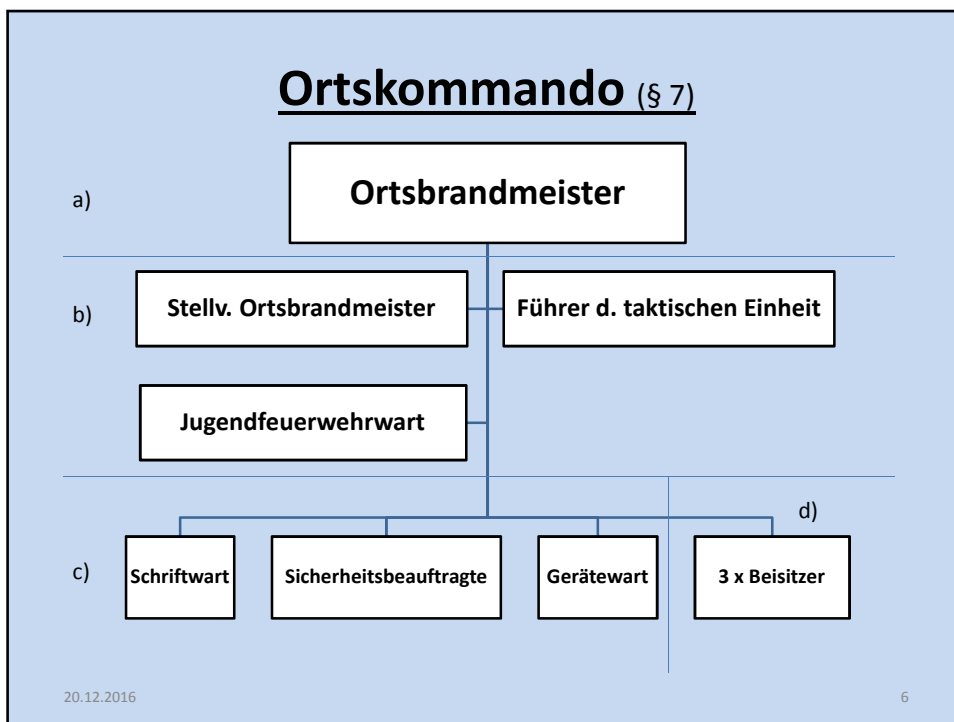 Ortskommando (§ 7)
a)
Ortsbrandmeister
b)
Stellv. Ortsbrandmeister
Führer d. taktischen Einheit
Jugendfeuerwehrwart
c)
Schriftwart
Sicherheitsbeauftragte
Gerätewart
d)
3 x Beisitzer
20.12.2016
6